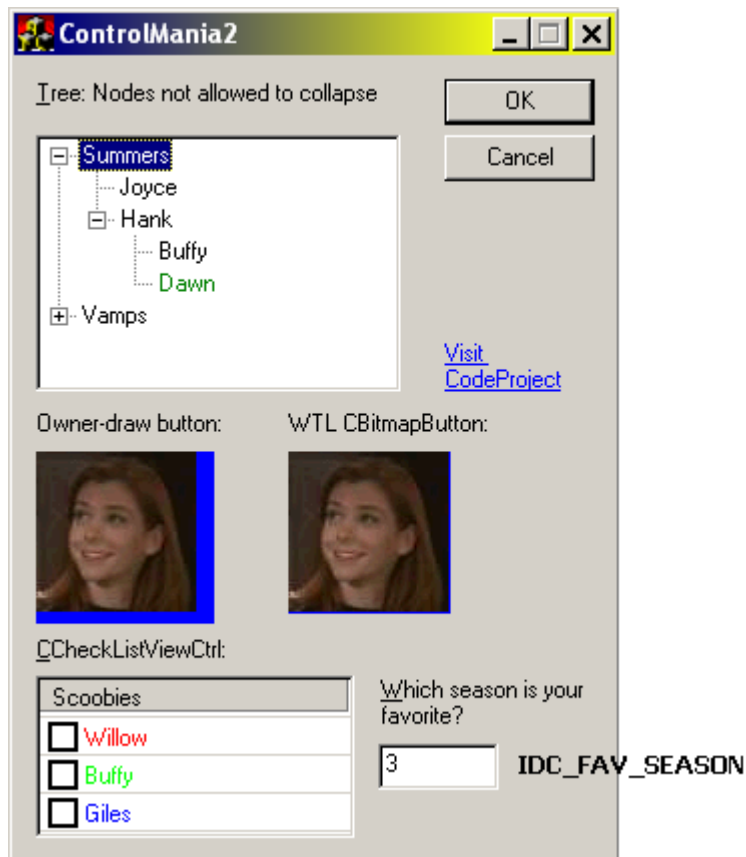 ControlMania2
Tree: Nodes not allowed to collapse
OK
Cancel
Summers
Joyce
Hank
Buffy
Dawn
Vamps
Visit
CodeProject
Owner-draw button:
WTL CBitmapButton:
CCheckListViewCtrl:
Scoobies
Willow
Buffy
Giles
Which season is your
favorite?
3
IDC_FAV_SEASON